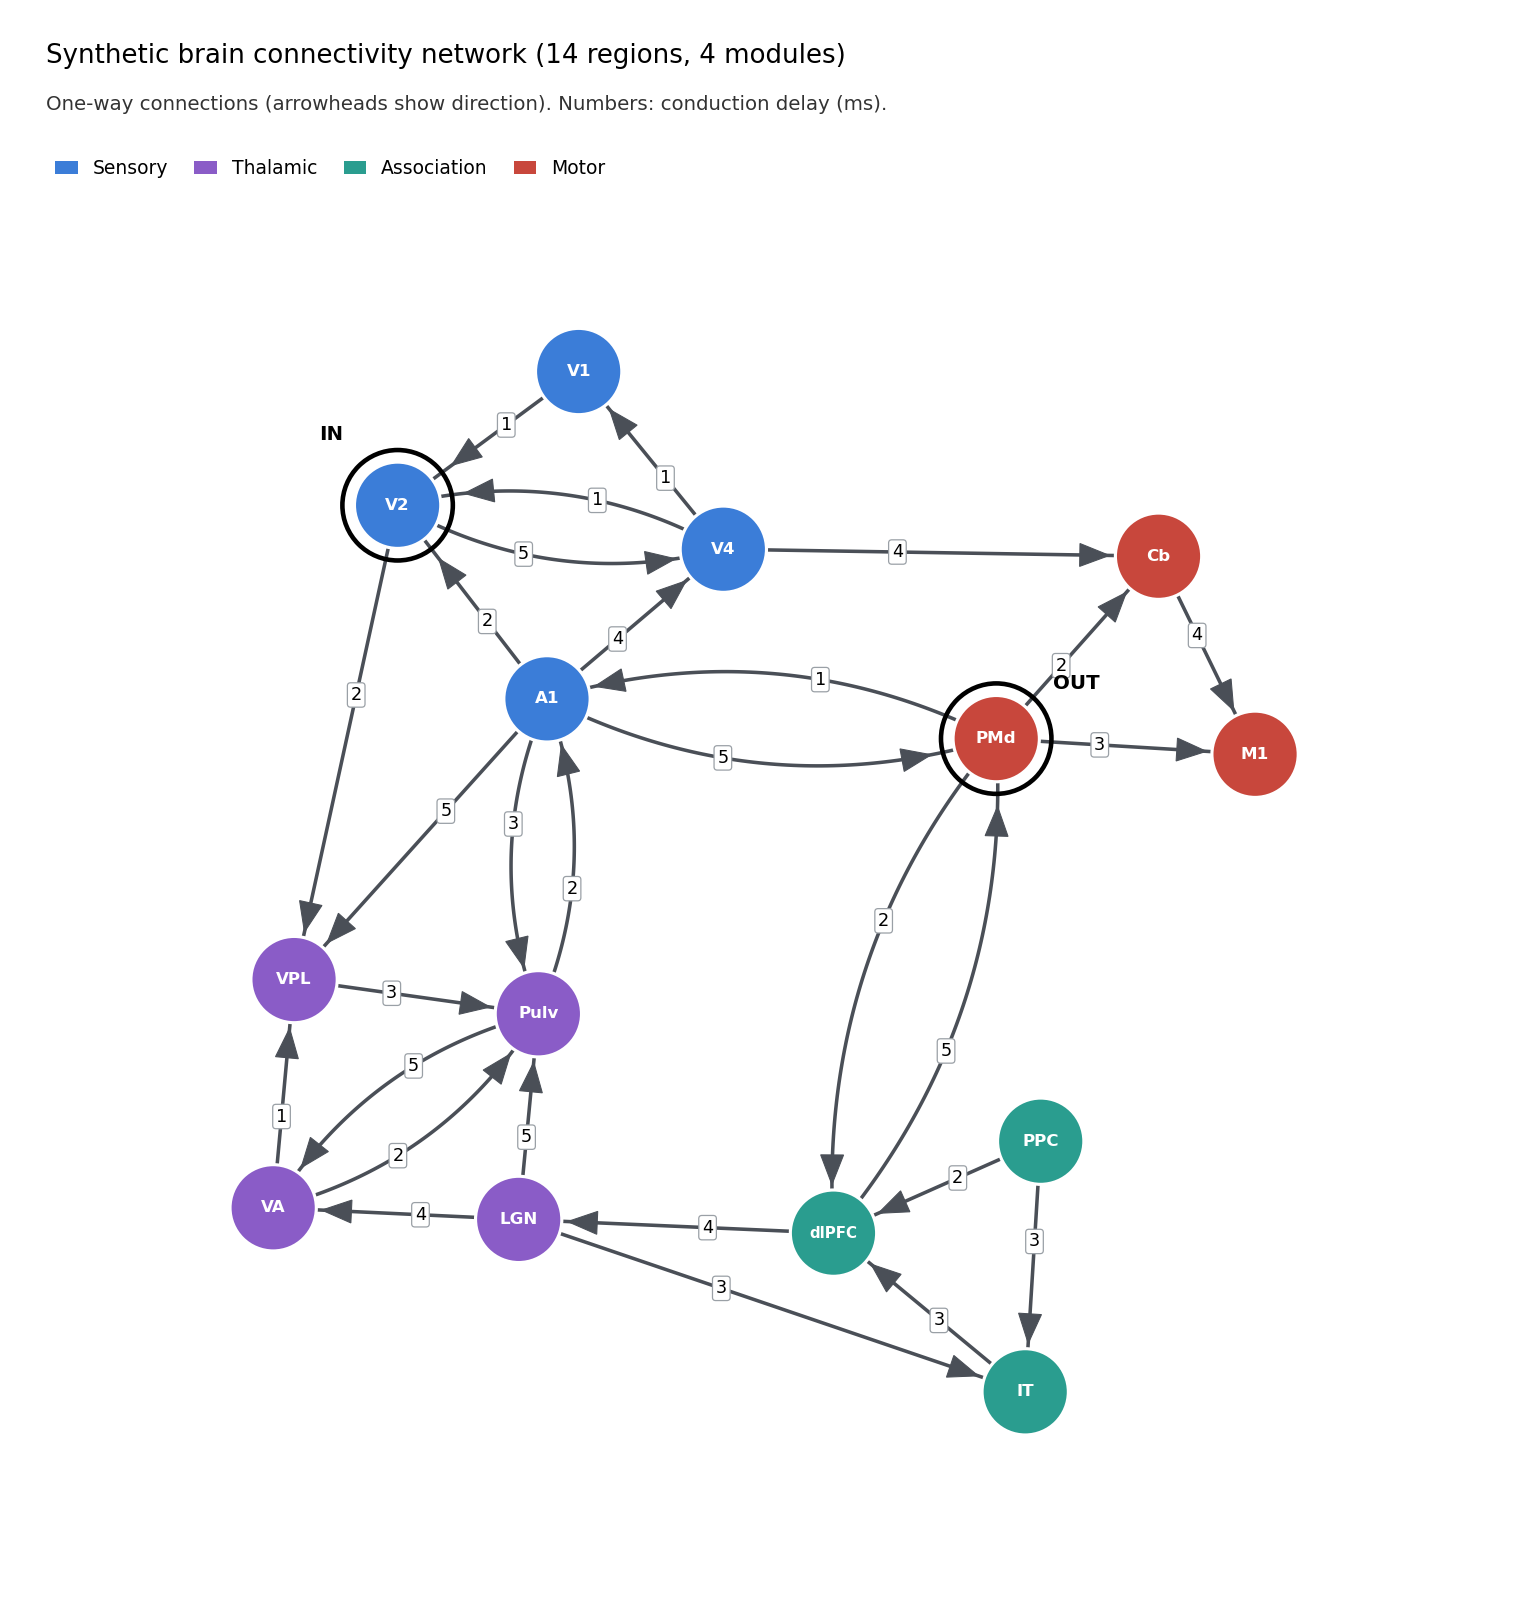 Synthetic brain connectivity network (14 regions, 4 modules)
One-way connections (arrowheads show direction). Numbers: conduction delay (ms).
Sensory Thalamic Association Motor
V1
1
IN
1
V2
1
V4
5
4
Cb
2
4
4
2
1
OUT
2
A1
PMd
3
M1
5
5
3
2
2
VPL
3
Pulv
5
5
1
5
2
PPC
2
VA
4
LGN
4
dlPFC
3
3
3
IT